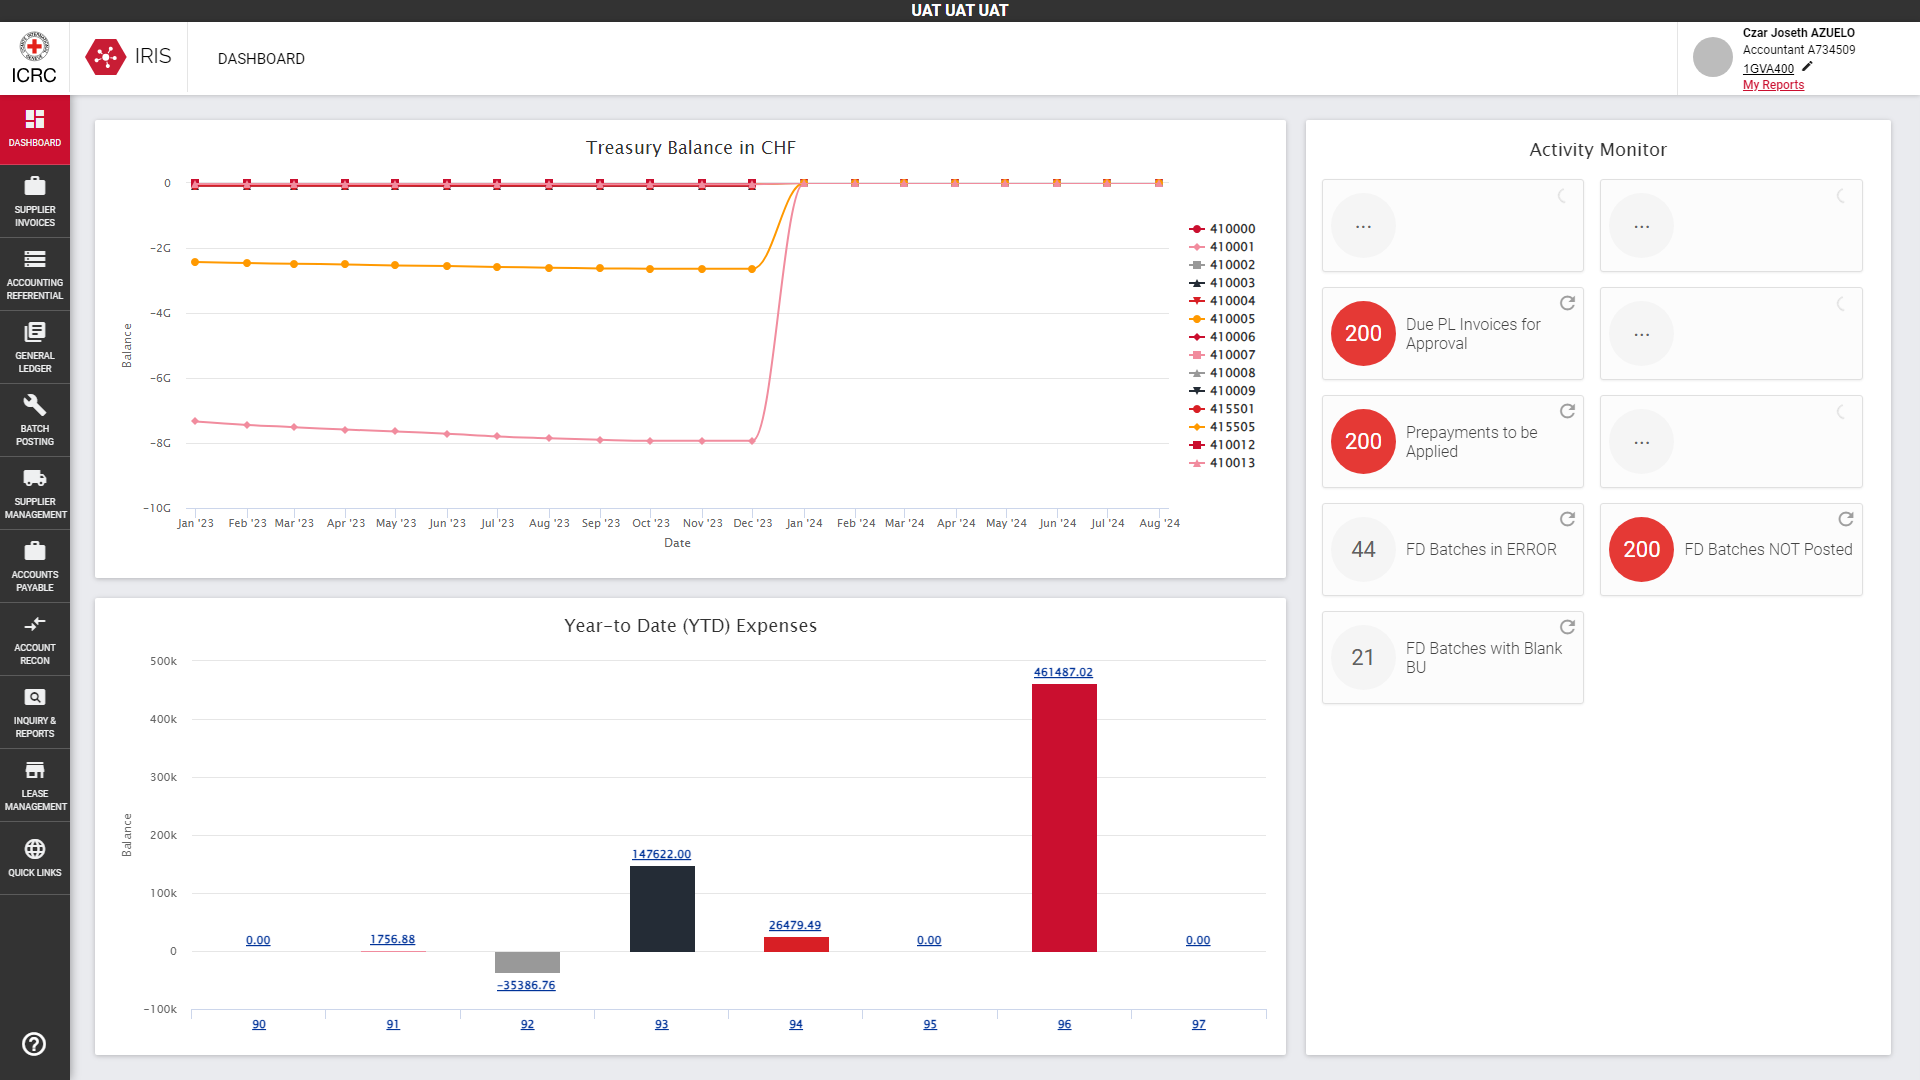 UAT UAT UAT
ICRC
IRIS
DASHBOARD
Czar Joseth AZUELO
Accountant A734509
1GVA400
My Reports
DASHBOARD
SUPPLIER
INVOICES
ACCOUNTING
REFERENTIAL
GENERAL
LEDGER
BATCH
POSTING
SUPPLIER
MANAGEMENT
ACCOUNTS
PAYABLE
ACCOUNT
RECON
INQUIRY &
REPORTS
LEASE
MANAGEMENT
QUICK LINKS
Treasury Balance in CHF
Balance
0
−2G
−4G
−6G
−8G
−10G
Jan '23 Feb '23 Mar '23 Apr '23 May '23 Jun '23 Jul '23 Aug '23 Sep '23 Oct '23 Nov '23 Dec '23 Jan '24 Feb '24 Mar '24 Apr '24 May '24 Jun '24 Jul '24 Aug '24
Date
410000
410001
410002
410003
410004
410005
410006
410007
410008
410009
415501
415505
410012
410013
Year-to Date (YTD) Expenses
Balance
500k
400k
300k
200k
100k
0
−100k
0.00
1756.88
−35386.76
147622.00
26479.49
0.00
461487.02
0.00
90 91 92 93 94 95 96 97
Activity Monitor
...
...
200 Due PL Invoices for
Approval
...
200 Prepayments to be
Applied
...
44 FD Batches in ERROR
200 FD Batches NOT Posted
21 FD Batches with Blank
BU